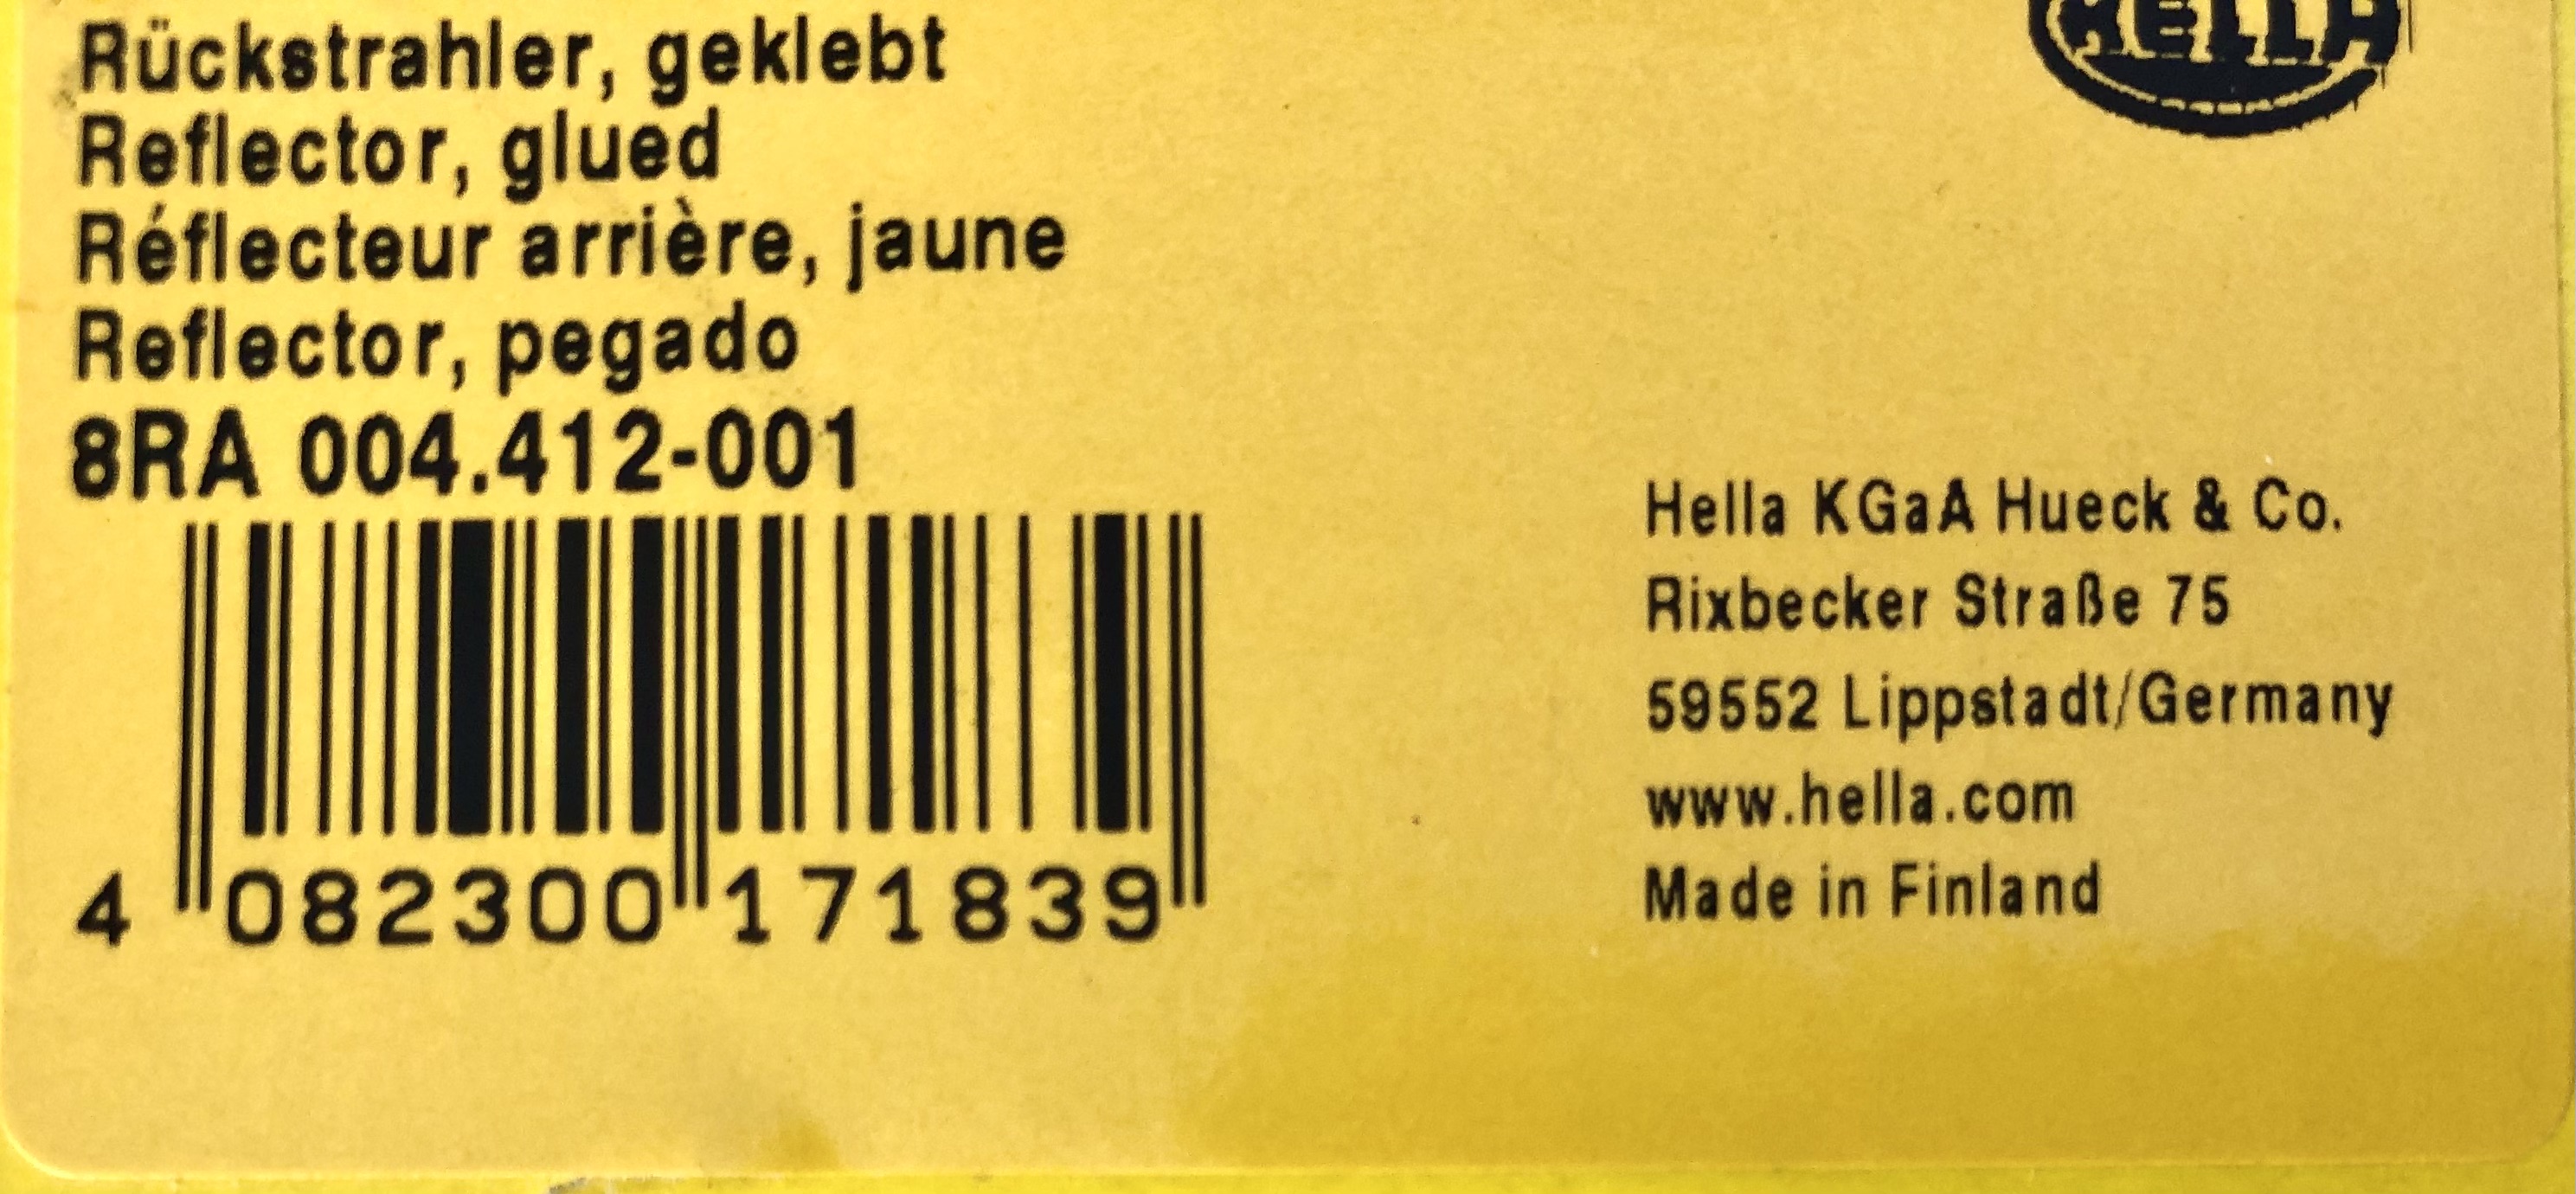 Rückstrahler, geklebt
Reflector, glued
Réflecteur arrière, jaune
Reflector, pegado
8RA 004.412-001
4 082300 171839
HELLA
Hella KGaA Hueck & Co.
Rixbecker Straße 75
59552 Lippstadt/Germany
www.hella.com
Made in Finland